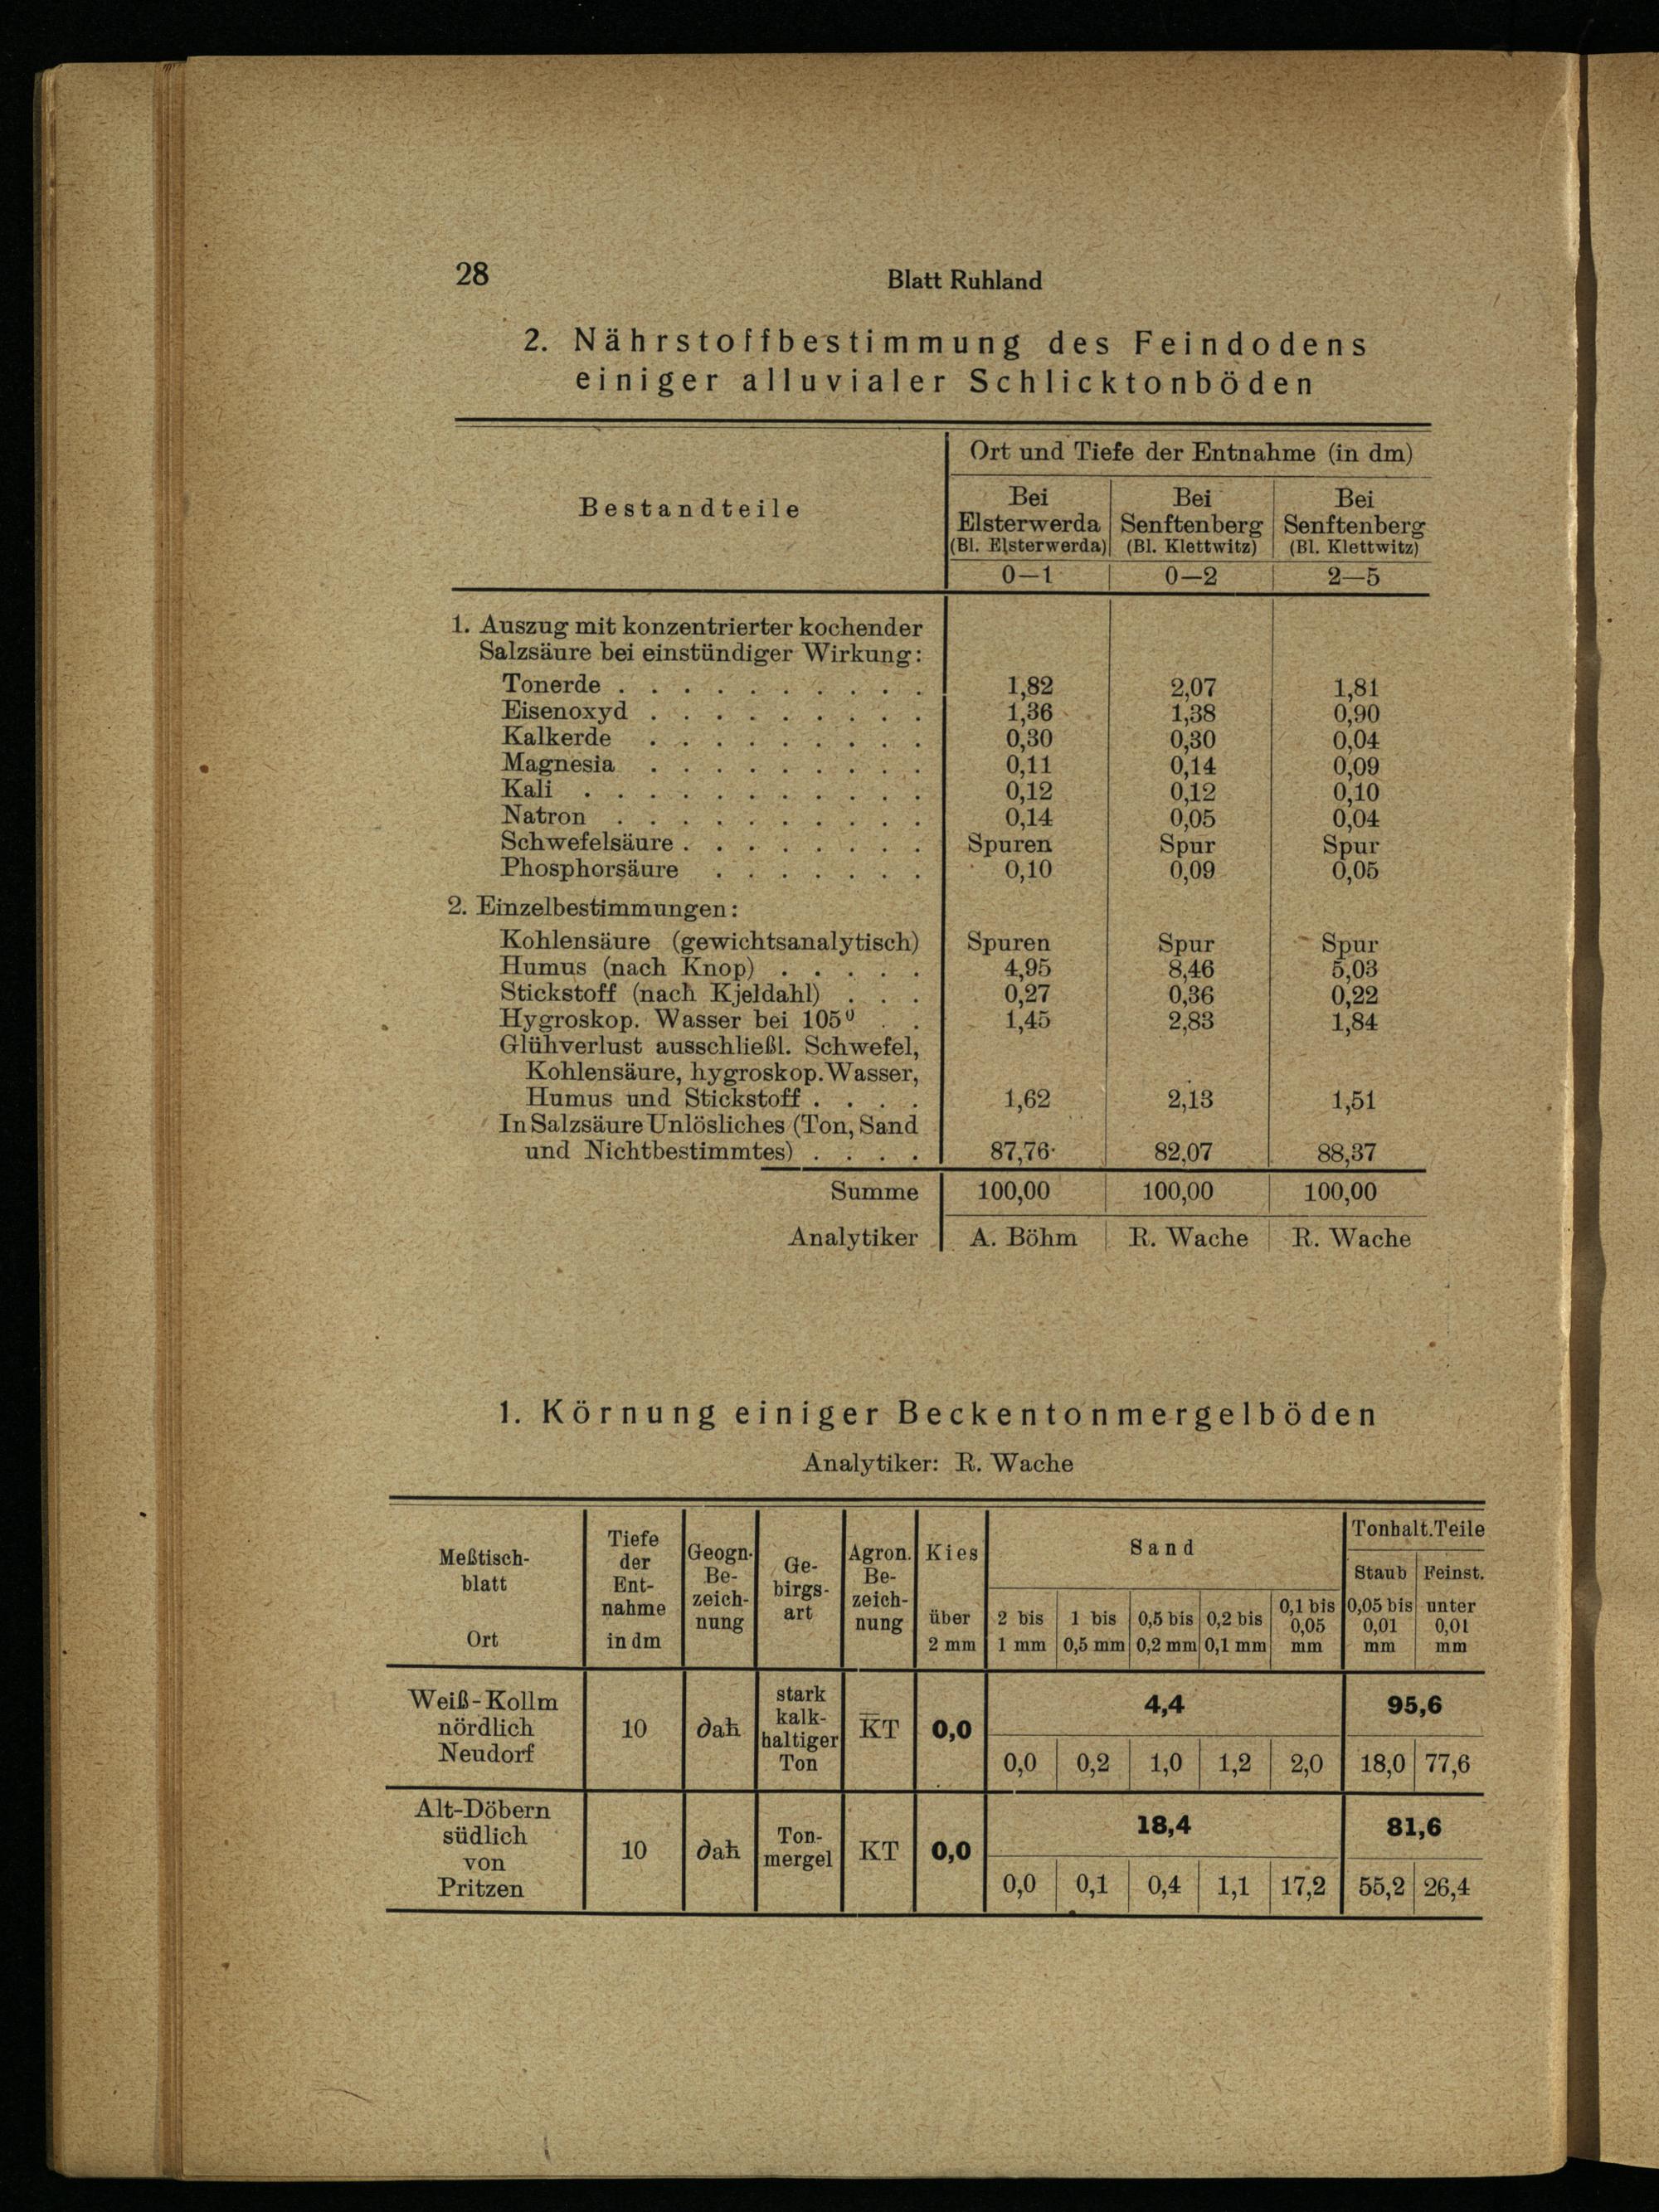 28
Blatt Ruhland
2. Nährstoffbestimmung des Feindodens
einiger alluvialer Schlicktonböden
Bestandteile
Ort und Tiefe der Entnahme (in dm)
Bei Bei Bei
Elsterwerda Senftenberg Senftenberg
(Bl. Elsterwerda) (Bl. Klettwitz) (Bl. Klettwitz)
0—1 0—2 2—5
1. Auszug mit konzentrierter kochender
Salzsäure bei einstündiger Wirkung:
Tonerde . . . . . . . . . . 1,82 2,07 1,81
Eisenoxyd . . . . . . . . . 1,36 1,38 0,90
Kalkerde . . . . . . . . . 0,30 0,30 0,04
Magnesia . . . . . . . . . 0,11 0,14 0,09
Kali . . . . . . . . . . . 0,12 0,12 0,10
Natron . . . . . . . . . . 0,14 0,05 0,04
Schwefelsäure . . . . . . . . Spuren Spur Spur
Phosphorsäure . . . . . . . 0,10 0,09 0,05
2. Einzelbestimmungen:
Kohlensäure (gewichtsanalytisch) Spuren Spur Spur
Humus (nach Knop) . . . . . 4,95 8,46 5,03
Stickstoff (nach Kjeldahl) . . . 0,27 0,36 0,22
Hygroskop. Wasser bei 105⁰ . . 1,45 2,83 1,84
Glühverlust ausschließl. Schwefel,
Kohlensäure, hygroskop. Wasser,
Humus und Stickstoff . . . . 1,62 2,13 1,51
In Salzsäure Unlösliches (Ton, Sand
und Nichtbestimmtes) . . . . 87,76 82,07 88,37
Summe 100,00 100,00 100,00
Analytiker A. Böhm R. Wache R. Wache
1. Körnung einiger Beckentonmergelböden
Analytiker: R. Wache
Meßtisch-
blatt
Ort
Tiefe
der
Ent-
nahme
in dm
Geogn.
Be-
zeich-
nung
Ge-
birgs-
art
Agron.
Be-
zeich-
nung
Kies
über
2 mm
Sand
2 bis
1 mm
1 bis
0,5 mm
0,5 bis
0,2 mm
0,2 bis
0,1 mm
0,1 bis
0,05
mm
Tonhalt.Teile
Staub
0,05 bis
0,01
mm
Feinst.
unter
0,01
mm
Weiß-Kollm
nördlich
Neudorf
10
∂ah
stark
kalk-
haltiger
Ton
K̅T
0,0
4,4 95,6
0,0 0,2 1,0 1,2 2,0 18,0 77,6
Alt-Döbern
südlich
von
Pritzen
10
∂ah
Ton-
mergel
KT
0,0
18,4 81,6
0,0 0,1 0,4 1,1 17,2 55,2 26,4